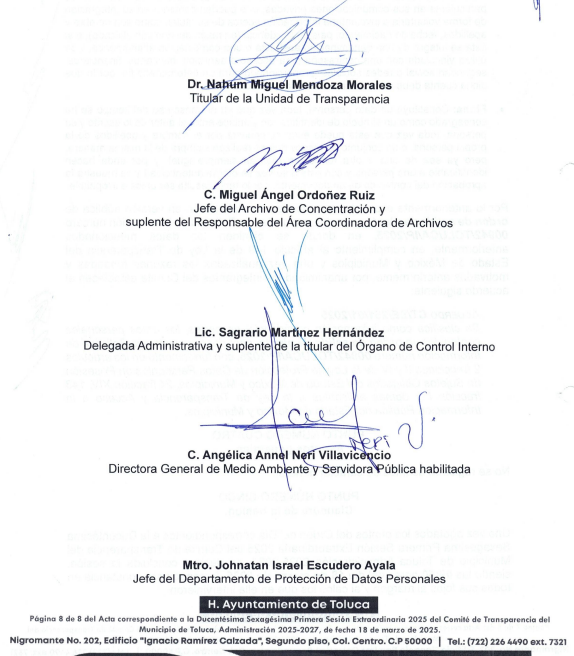 Dr. Nahum Miguel Mendoza Morales
Titular de la Unidad de Transparencia
C. Miguel Ángel Ordoñez Ruiz
Jefe del Archivo de Concentración y
suplente del Responsable del Área Coordinadora de Archivos
Lic. Sagrario Martínez Hernández
Delegada Administrativa y suplente de la titular del Órgano de Control Interno
Neri V.
C. Angélica Annel Neri Villavicencio
Directora General de Medio Ambiente y Servidora Pública habilitada
Mtro. Johnatan Israel Escudero Ayala
Jefe del Departamento de Protección de Datos Personales
H. Ayuntamiento de Toluca
Página 8 de 8 del Acta correspondiente a la Ducentésima Sexagésima Primera Sesión Extraordinaria 2025 del Comité de Transparencia del
Municipio de Toluca, Administración 2025-2027, de fecha 18 de marzo de 2025.
Nigromante No. 202, Edificio "Ignacio Ramírez Calzada", Segundo piso, Col. Centro. C.P 50000 | Tel.: (722) 226 4490 ext. 7321